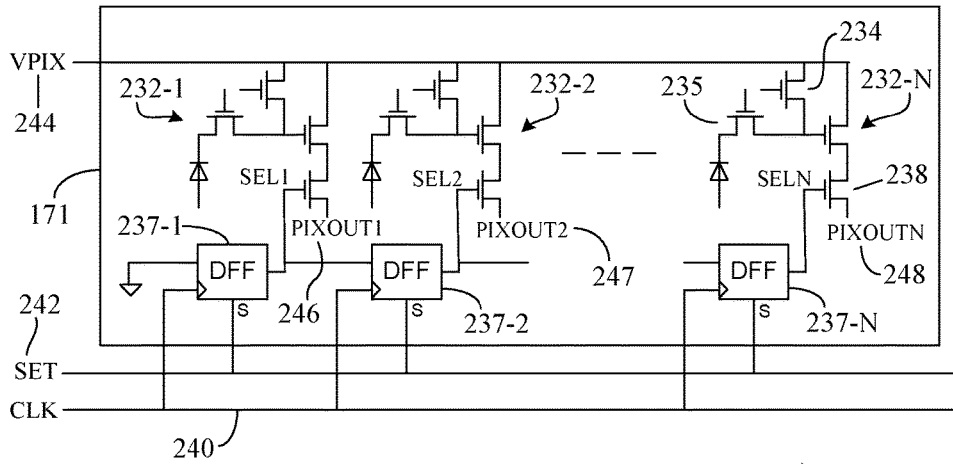 VPIX
244
232-1
232-2
235
234
232-N
SEL1
SEL2
SELN
238
171
PIXOUT1
PIXOUT2
PIXOUTN
237-1
DFF
DFF
DFF
246
247
248
S
S
S
237-2
237-N
242
SET
CLK
240